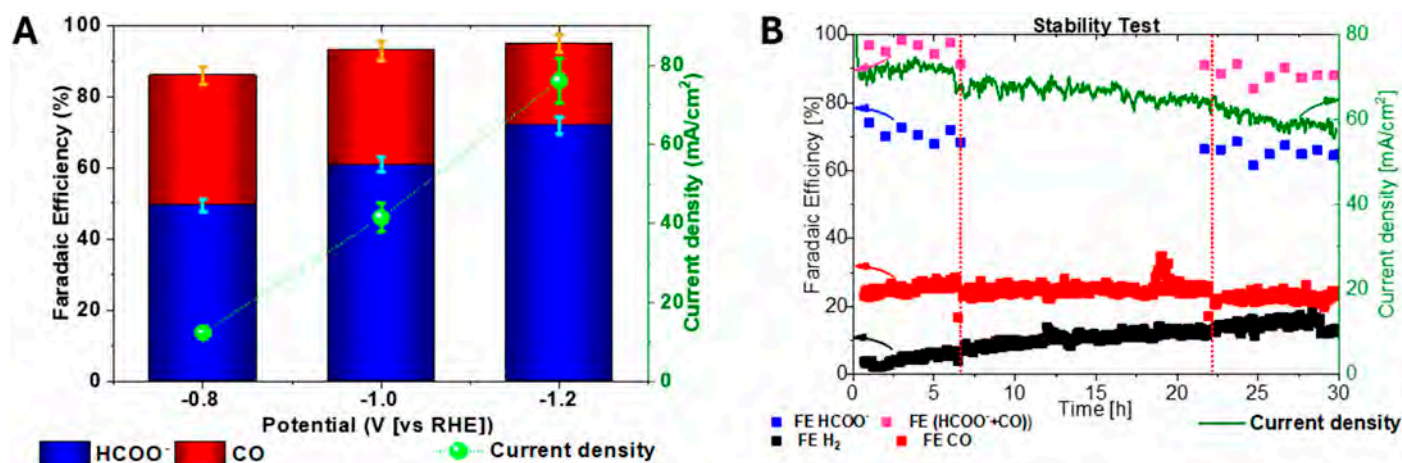 A
Faradaic Efficiency (%)
100
80
60
40
20
0
-0.8
-1.0
-1.2
Potential (V [vs RHE])
80
60
40
20
0
Current density (mA/cm²)
HCOO⁻
CO
Current density
B
Stability Test
Faradaic Efficincy [%]
100
80
60
40
20
0
0
5
10
15
20
25
30
Time [h]
80
60
40
20
0
Current density [mA/cm²]
FE HCOO⁻
FE (HCOO⁻+CO))
Current density
FE H₂
FE CO